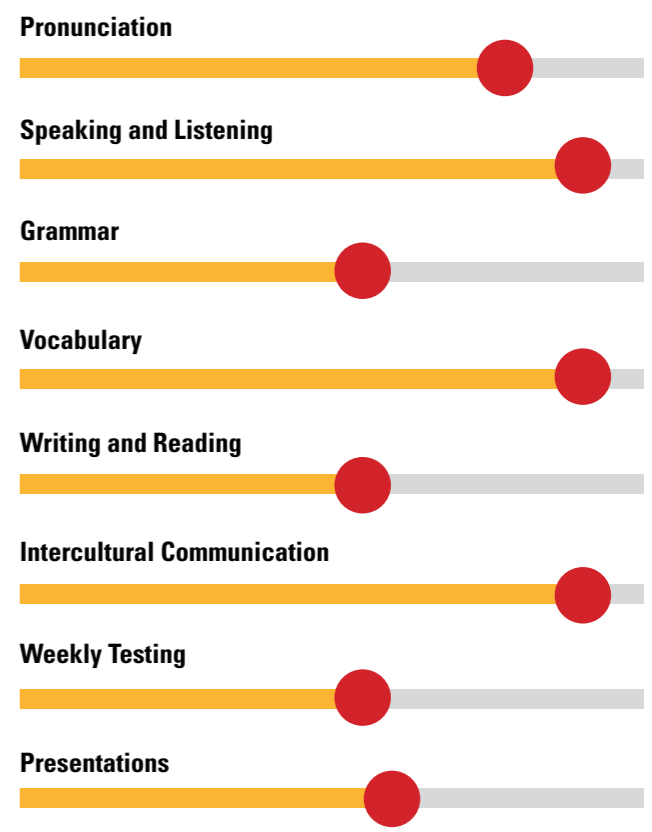 Pronunciation
Speaking and Listening
Grammar
Vocabulary
Writing and Reading
Intercultural Communication
Weekly Testing
Presentations